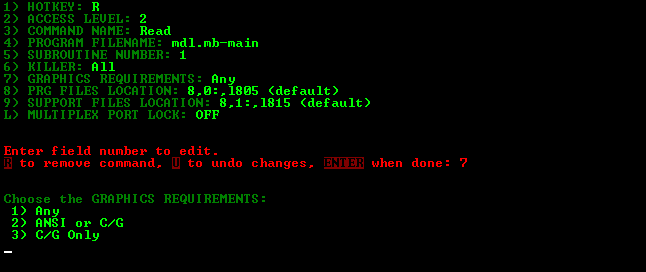 1) HOTKEY: R
2) ACCESS LEVEL: 2
3) COMMAND NAME: Read
4) PROGRAM FILENAME: mdl.mb-main
5) SUBROUTINE NUMBER: 1
6) KILLER: All
7) GRAPHICS REQUIREMENTS: Any
8) PRG FILES LOCATION: 8,0:,1805 (default)
9) SUPPORT FILES LOCATION: 8,1:,1815 (default)
L) MULTIPLEX PORT LOCK: OFF
Enter field number to edit.
R to remove command, U to undo changes, ENTER when done: 7
Choose the GRAPHICS REQUIREMENTS:
1) Any
2) ANSI or C/G
3) C/G Only